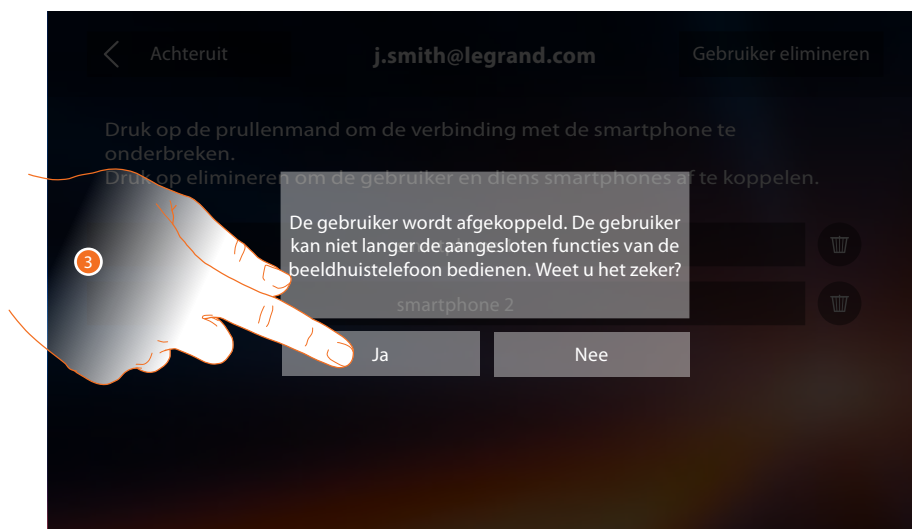 Achteruit
j.smith@legrand.com
Gebruiker elimineren
Druk op de prullenmand om de verbinding met de smartphone te
onderbreken.
Druk op elimineren om de gebruiker en diens smartphones af te koppelen.
De gebruiker wordt afgekoppeld. De gebruiker
kan niet langer de aangesloten functies van de
beeldhuistelefoon bedienen. Weet u het zeker?
smartphone 2
3
Ja
Nee